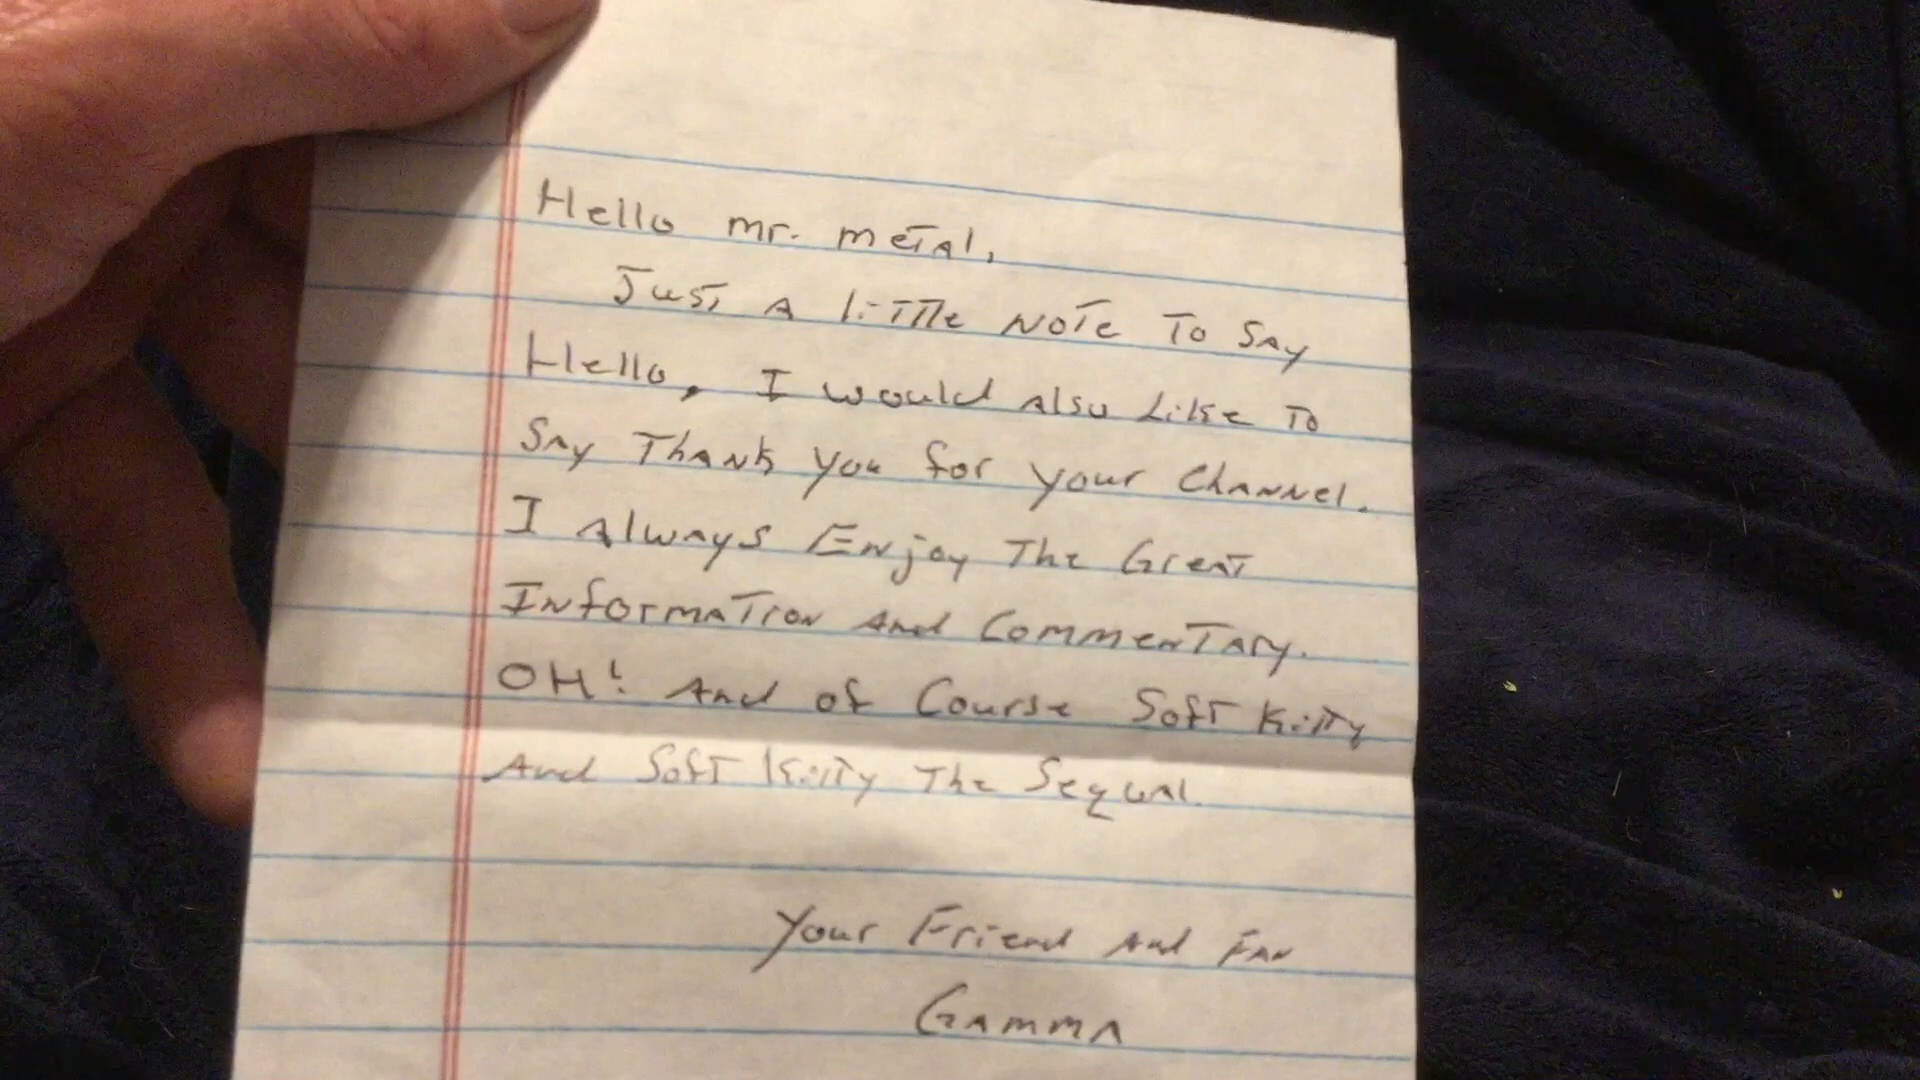 Hello mr. metal,
Just a little Note To Say
Hello, I would also Like To
Say Thank you for your Channel.
I Always Enjoy The Great
Information And Commentary.
OH! And of Course Soft Kitty
And Soft Kitty The Sequal.
Your Friend And Fan
Gamma